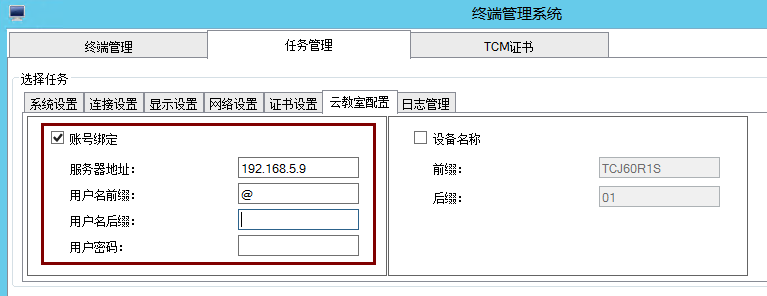 终端管理系统
终端管理 任务管理 TCM证书
选择任务
系统设置 连接设置 显示设置 网络设置 证书设置 云教室配置 日志管理
账号绑定 设备名称
服务器地址: 192.168.5.9 前缀: TCJ60R1S
用户名前缀: @ 后缀: 01
用户名后缀:
用户密码: